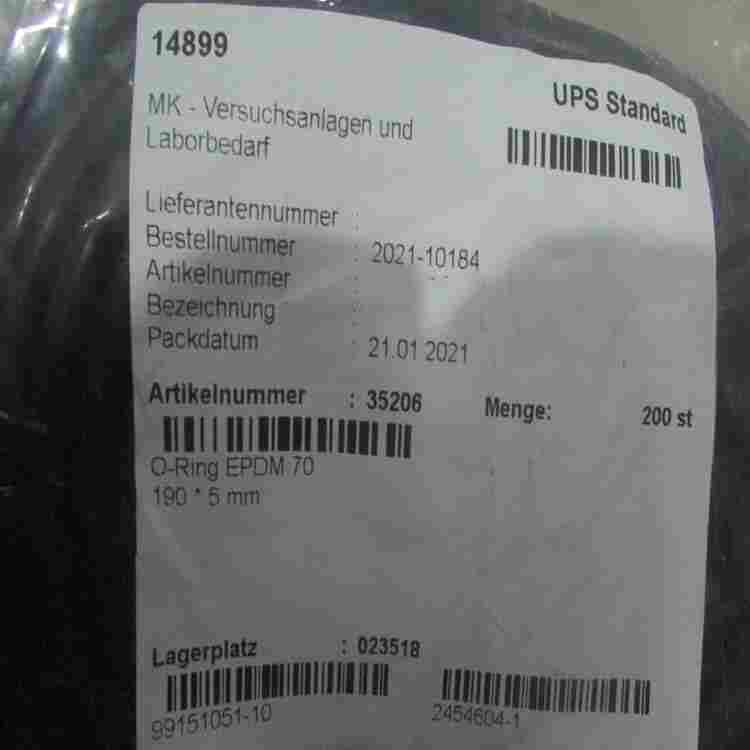 14899
UPS Standard
MK - Versuchsanlagen und
Laborbedarf
Lieferantennummer :
Bestellnummer : 2021-10184
Artikelnummer :
Bezeichnung :
Packdatum : 21.01 2021
Artikelnummer : 35206 Menge: 200 st
O-Ring EPDM 70
190 * 5 mm
Lagerplatz : 023518
99151051-10 2454604-1